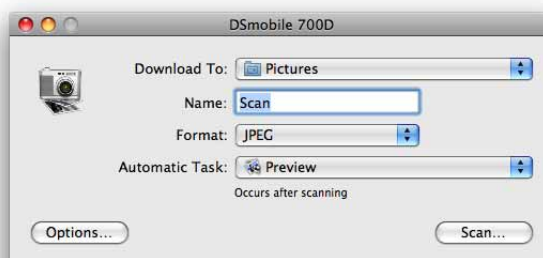 DSmobile 700D
Download To: Pictures
Name: Scan
Format: JPEG
Automatic Task: Preview
Occurs after scanning
Options... Scan...